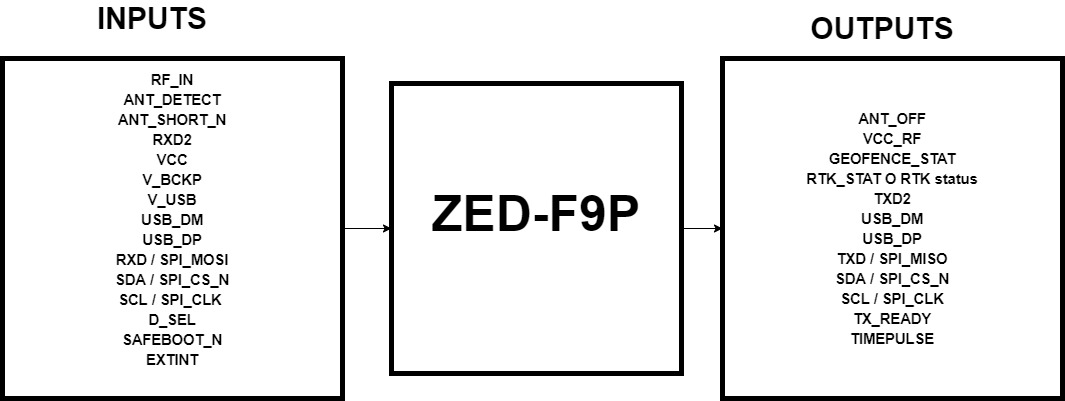 INPUTS
RF_IN
ANT_DETECT
ANT_SHORT_N
RXD2
VCC
V_BCKP
V_USB
USB_DM
USB_DP
RXD / SPI_MOSI
SDA / SPI_CS_N
SCL / SPI_CLK
D_SEL
SAFEBOOT_N
EXTINT
ZED-F9P
OUTPUTS
ANT_OFF
VCC_RF
GEOFENCE_STAT
RTK_STAT O RTK status
TXD2
USB_DM
USB_DP
TXD / SPI_MISO
SDA / SPI_CS_N
SCL / SPI_CLK
TX_READY
TIMEPULSE